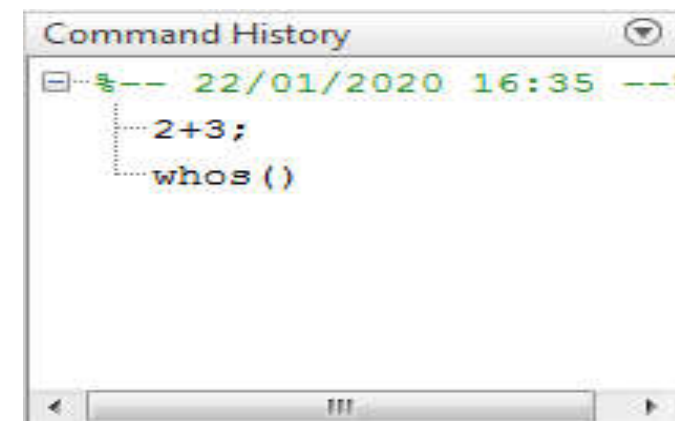 Command History
%-- 22/01/2020 16:35 --
2+3;
whos()